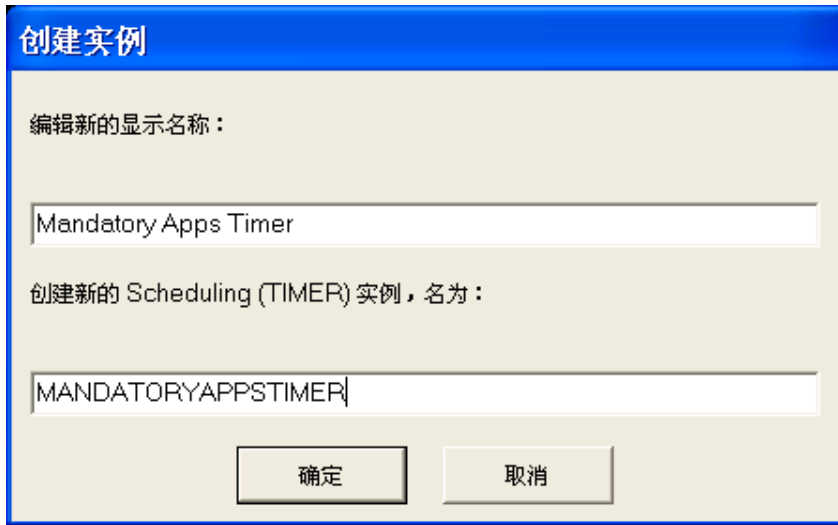 创建实例
编辑新的显示名称：
Mandatory Apps Timer
创建新的 Scheduling (TIMER) 实例，名为：
MANDATORYAPPSTIMER
确定 取消